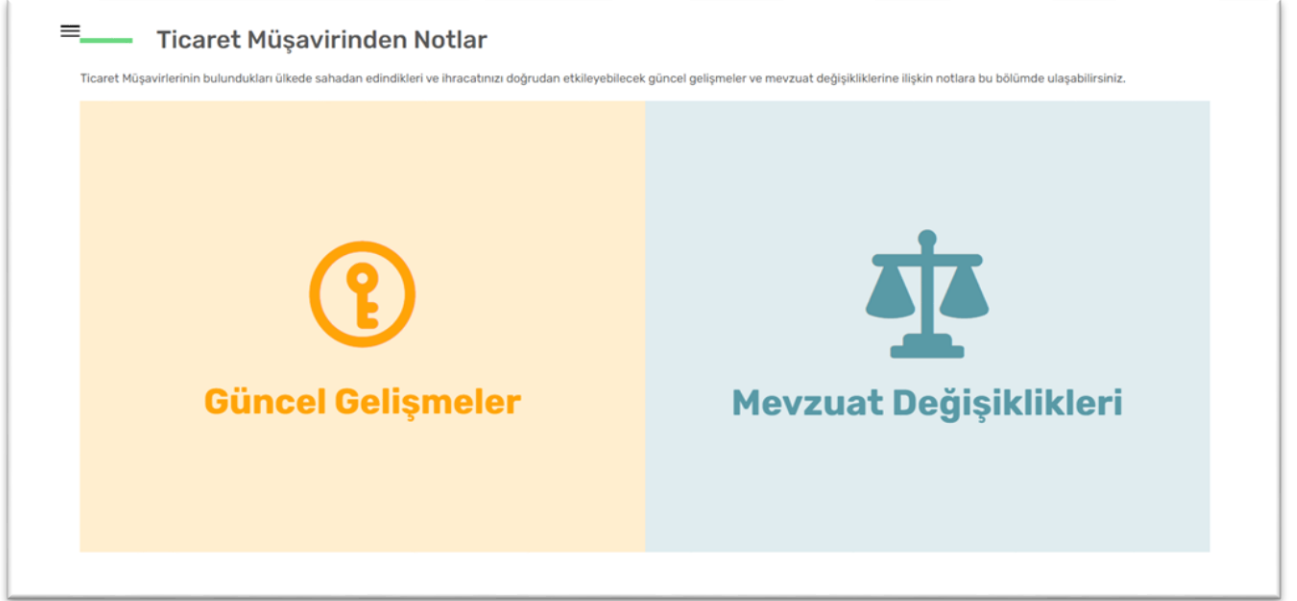 Ticaret Müşavirinden Notlar
Ticaret Müşavirlerinin bulundukları ülkede sahadan edindikleri ve ihracatınızı doğrudan etkileyebilecek güncel gelişmeler ve mevzuat değişikliklerine ilişkin notlara bu bölümde ulaşabilirsiniz.
Güncel Gelişmeler
Mevzuat Değişiklikleri